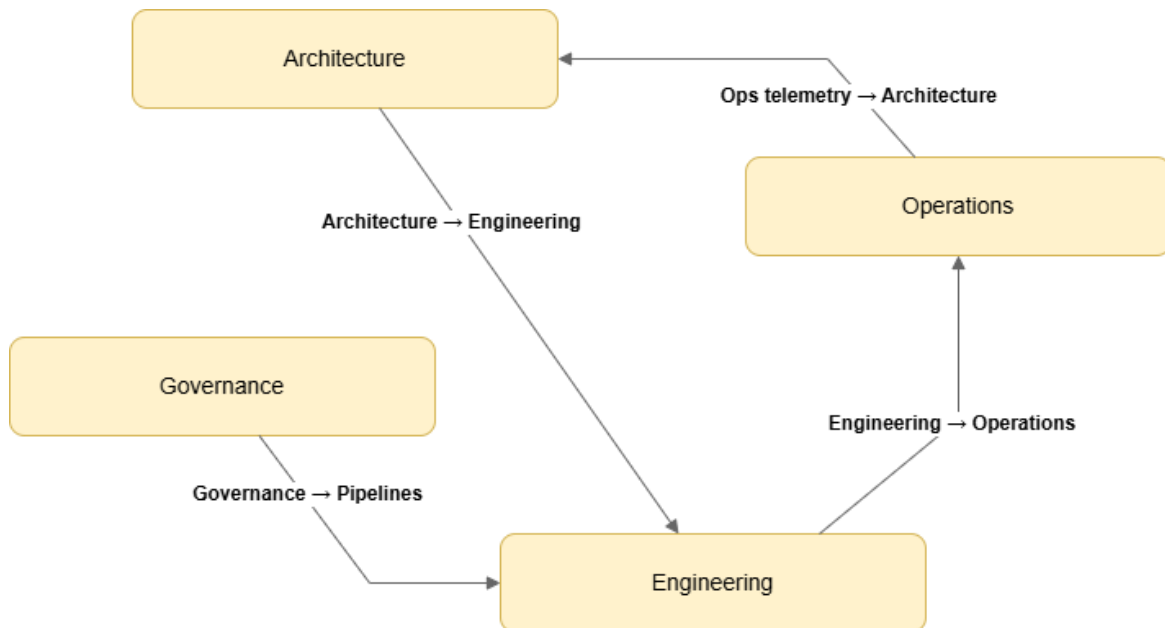 Architecture
Ops telemetry → Architecture
Operations
Architecture → Engineering
Governance
Engineering → Operations
Governance → Pipelines
Engineering